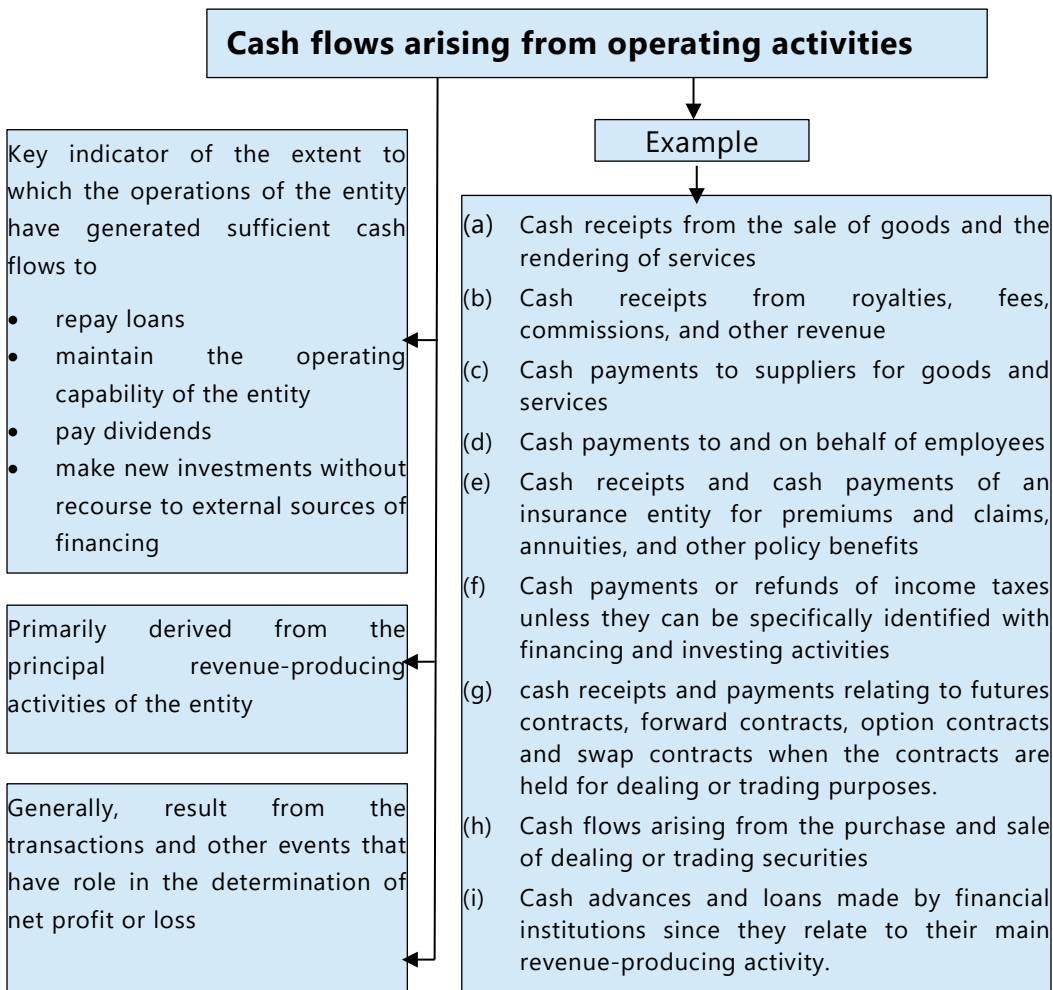 Cash flows arising from operating activities
Key indicator of the extent to
which the operations of the entity
have generated sufficient cash
flows to
• repay loans
• maintain the operating
capability of the entity
• pay dividends
• make new investments without
recourse to external sources of
financing
Primarily derived from the
principal revenue-producing
activities of the entity
Generally, result from the
transactions and other events that
have role in the determination of
net profit or loss
Example
(a) Cash receipts from the sale of goods and the
rendering of services
(b) Cash receipts from royalties, fees,
commissions, and other revenue
(c) Cash payments to suppliers for goods and
services
(d) Cash payments to and on behalf of employees
(e) Cash receipts and cash payments of an
insurance entity for premiums and claims,
annuities, and other policy benefits
(f) Cash payments or refunds of income taxes
unless they can be specifically identified with
financing and investing activities
(g) cash receipts and payments relating to futures
contracts, forward contracts, option contracts
and swap contracts when the contracts are
held for dealing or trading purposes.
(h) Cash flows arising from the purchase and sale
of dealing or trading securities
(i) Cash advances and loans made by financial
institutions since they relate to their main
revenue-producing activity.